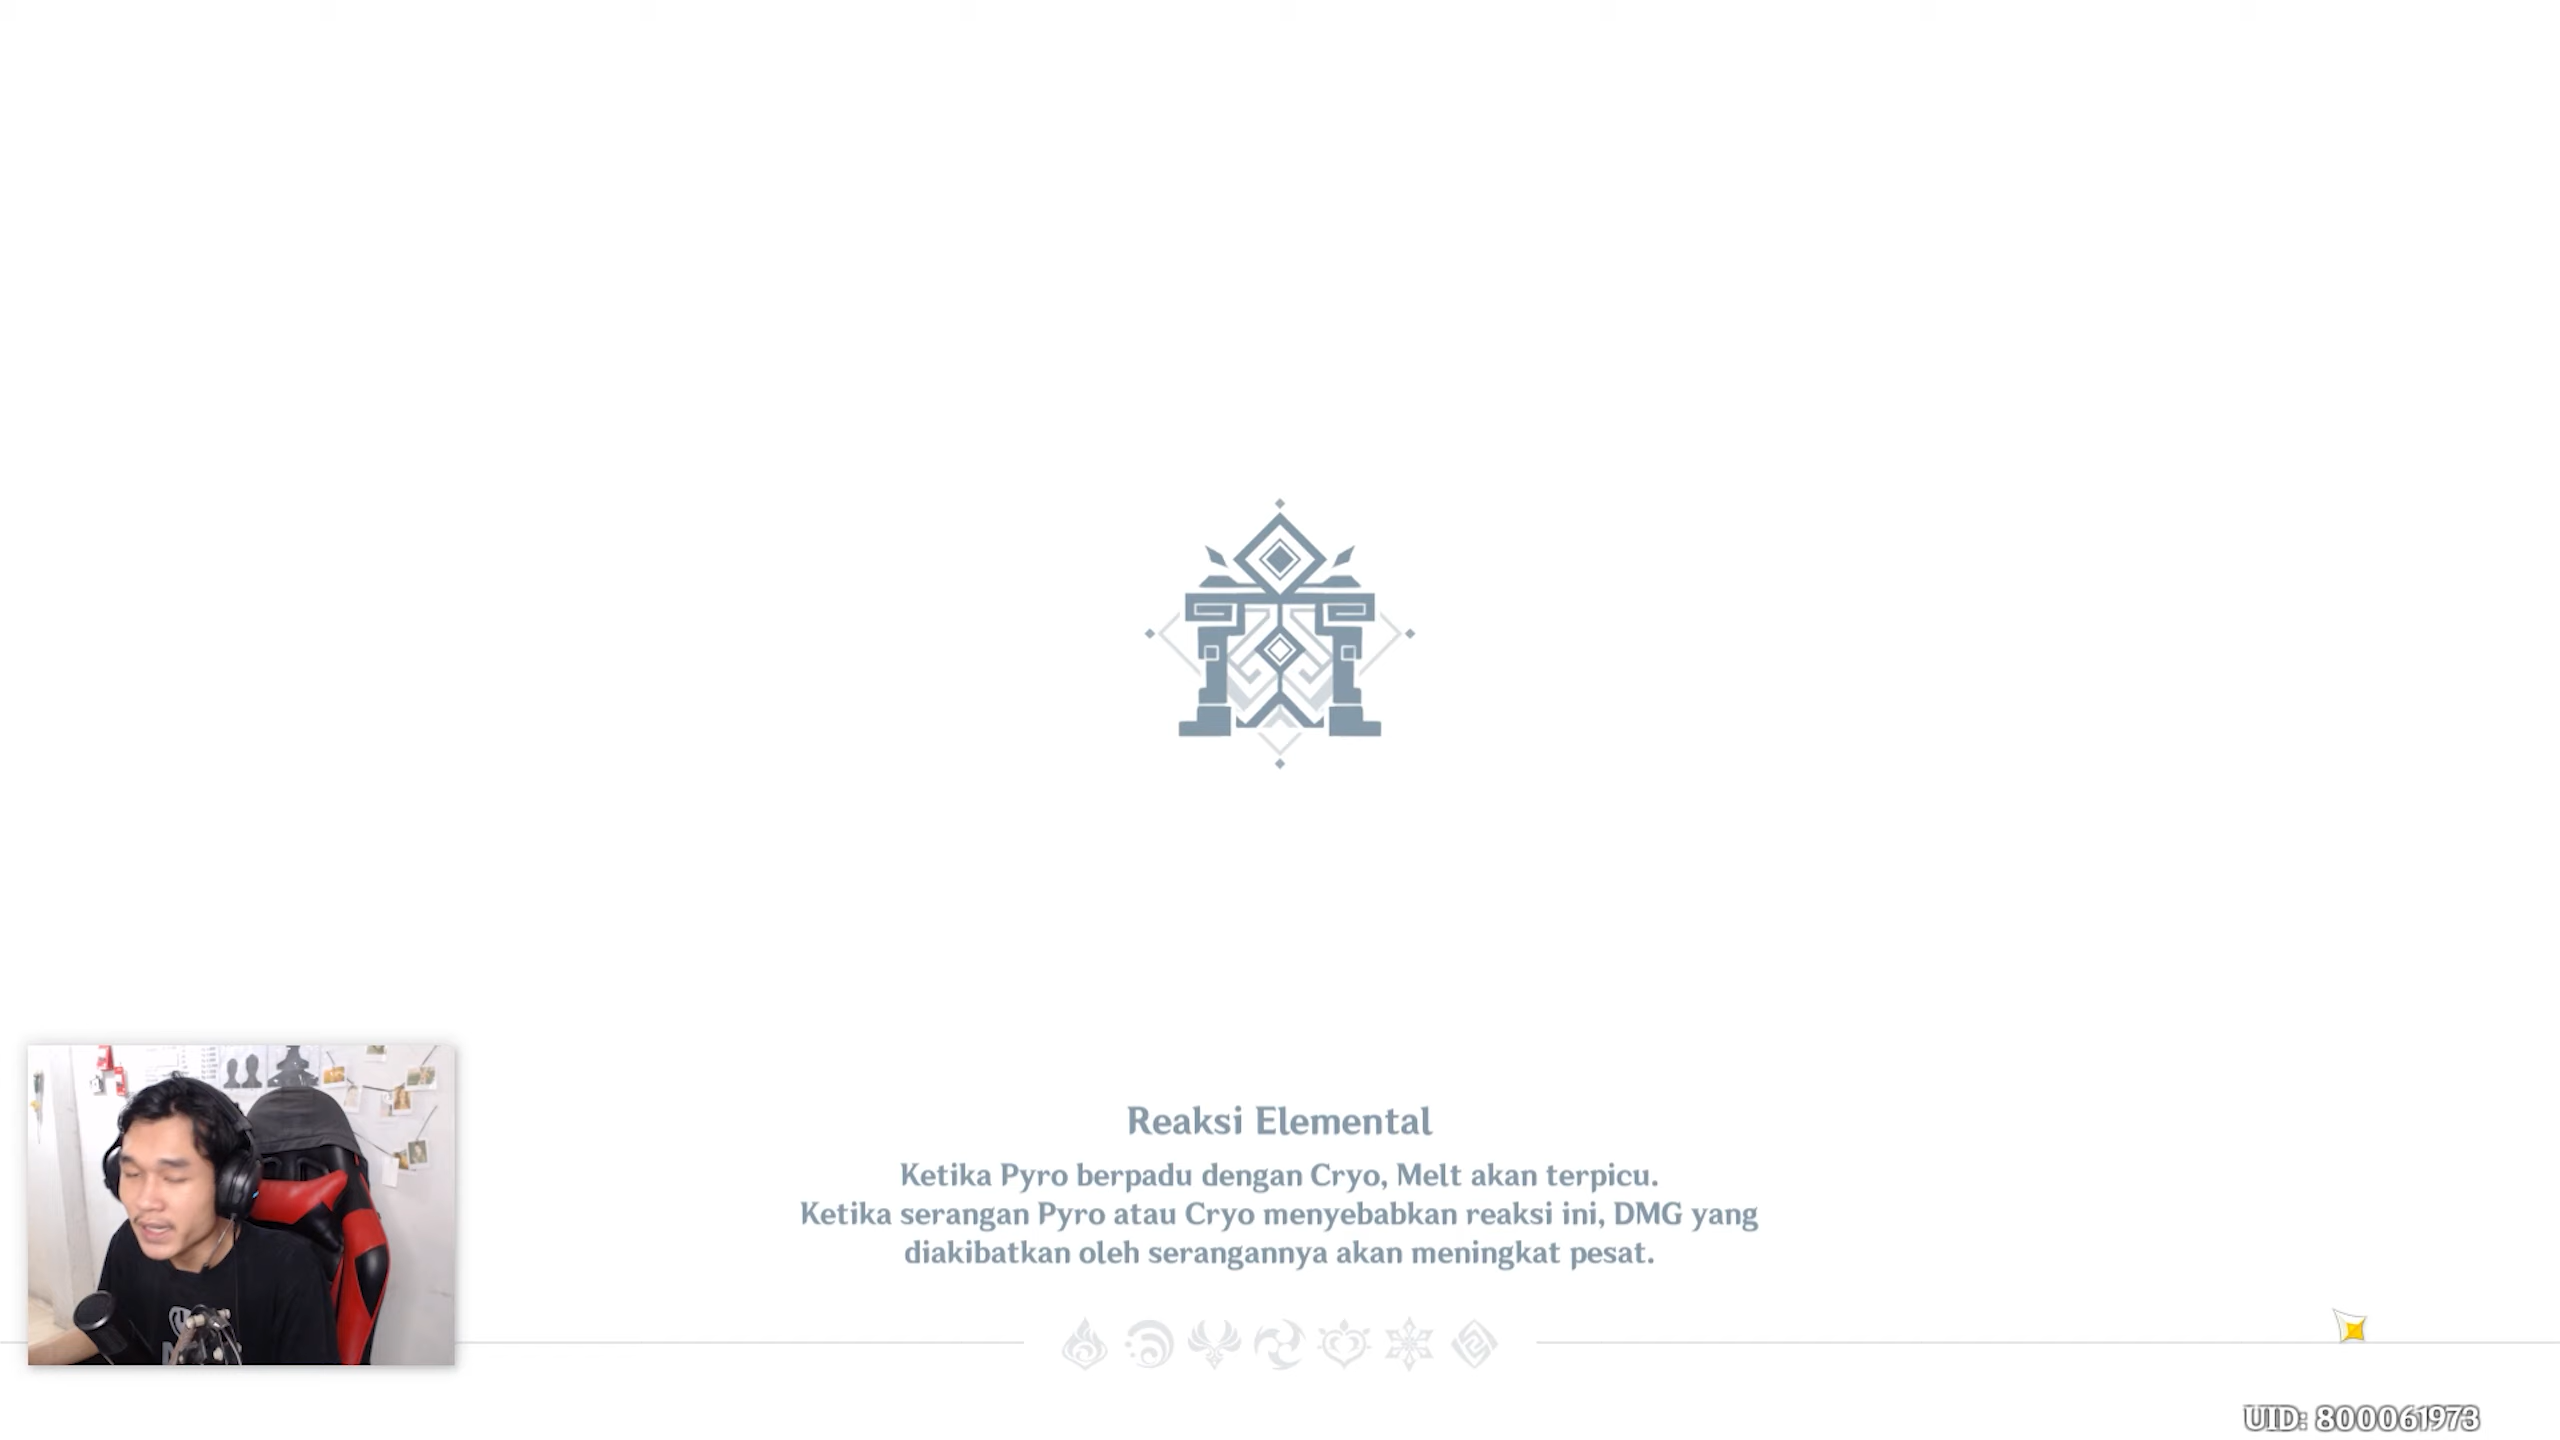 Reaksi Elemental
Ketika Pyro berpadu dengan Cryo, Melt akan terpicu.
Ketika serangan Pyro atau Cryo menyebabkan reaksi ini, DMG yang
diakibatkan oleh serangannya akan meningkat pesat.
UID: 800061973